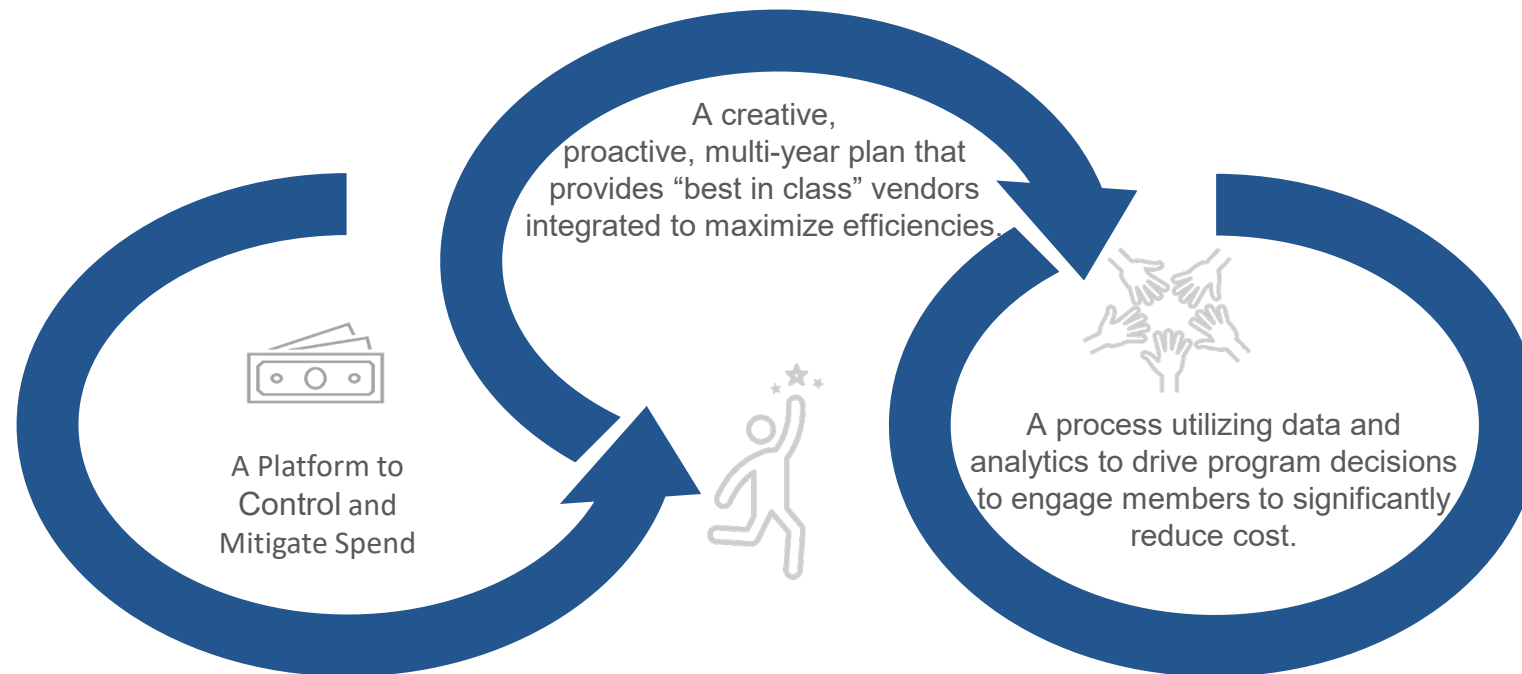 A Platform to
Control and
Mitigate Spend
A creative,
proactive, multi-year plan that
provides “best in class” vendors
integrated to maximize efficiencies.
A process utilizing data and
analytics to drive program decisions
to engage members to significantly
reduce cost.